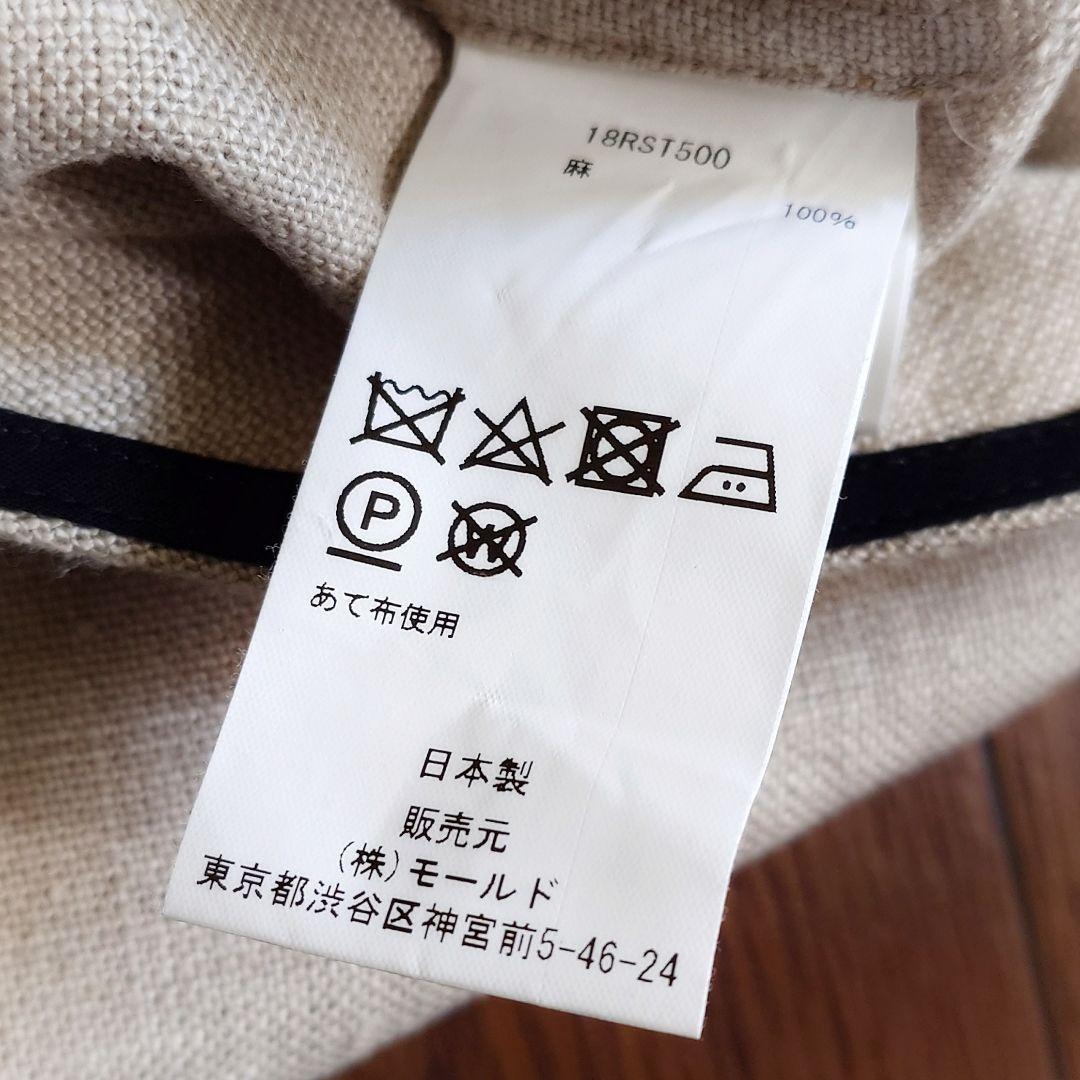 18RST500
麻
100%
P
W
あて布使用
日本製
販売元
(株)モールド
東京都渋谷区神宮前5-46-24